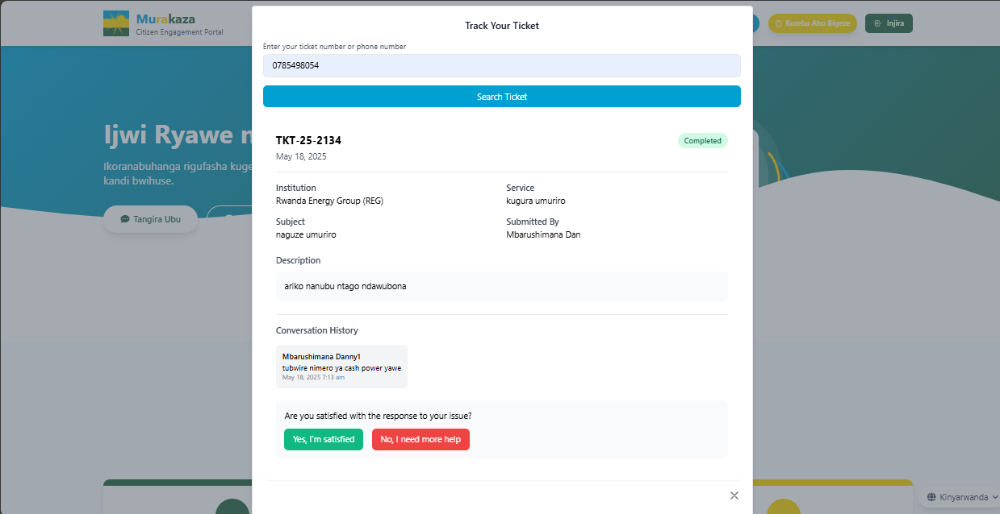 Murakaza
Citizen Engagement Portal
Kureba Aho Bigeze
Injira
Track Your Ticket
Enter your ticket number or phone number
0785498054
Search Ticket
Ijwi Ryawe
Ikoranabuhanga rigufasha
kandi bwihuse.
Tangira Ubu
TKT-25-2134
Completed
May 18, 2025
Institution
Rwanda Energy Group (REG)
Service
kugura umuriro
Subject
naguze umuriro
Submitted By
Mbarushimana Dan
Description
ariko nanubu ntago ndawubona
Conversation History
Mbarushimana Danny1
tubwire nimero ya cash power yawe
May 18, 2025 7:13 am
Are you satisfied with the response to your issue?
Yes, I'm satisfied
No, I need more help
Kinyarwanda